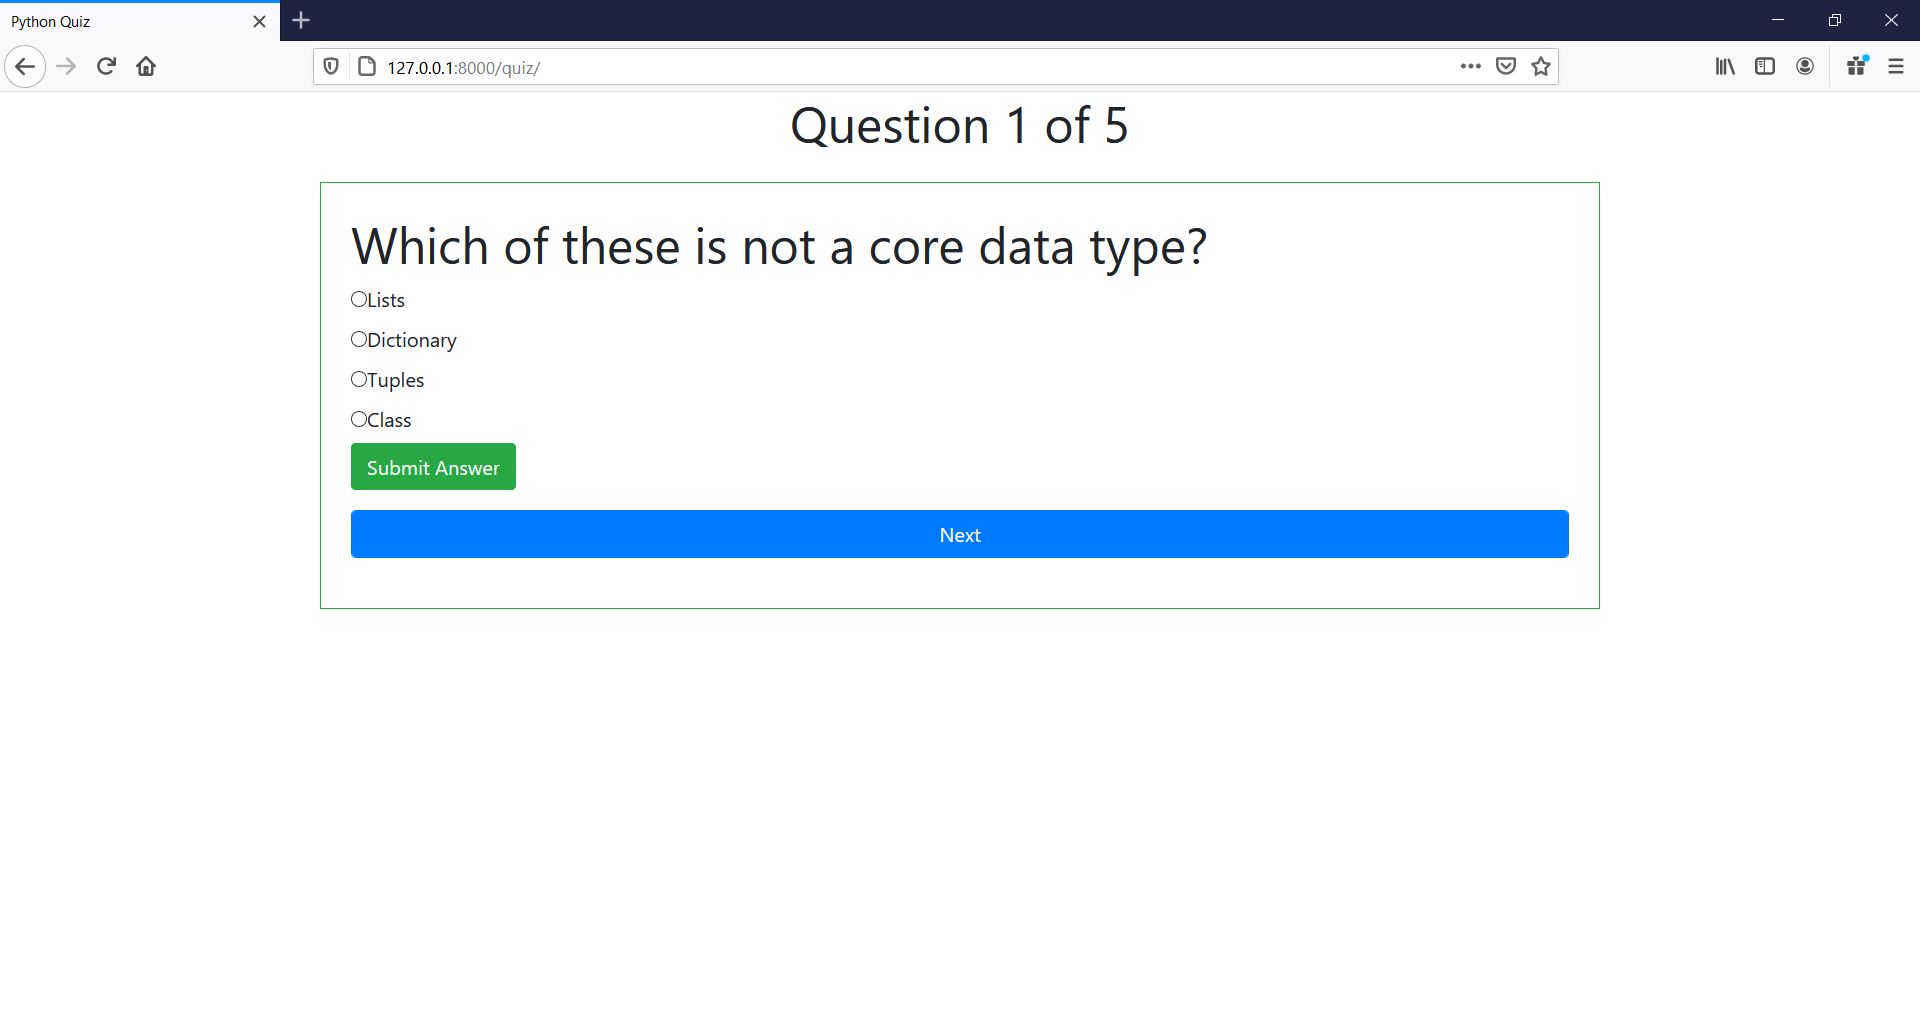 Python Quiz
127.0.0.1:8000/quiz/
Question 1 of 5
Which of these is not a core data type?
Lists
Dictionary
Tuples
Class
Submit Answer
Next